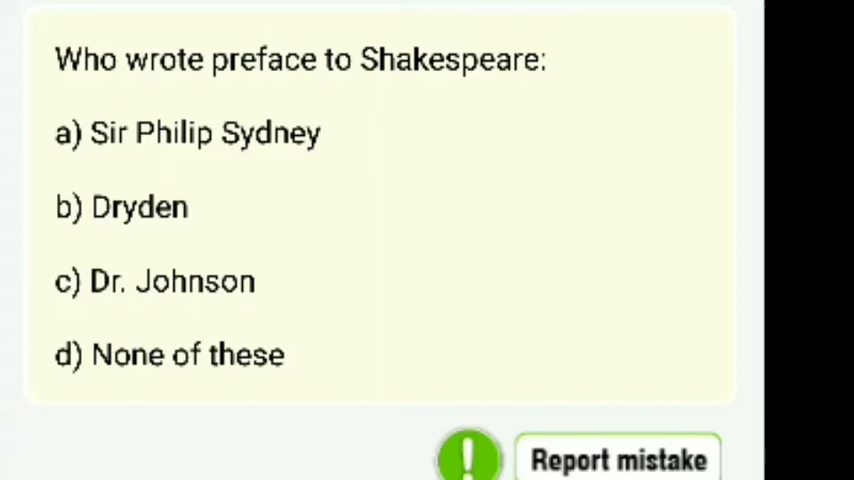 Who wrote preface to Shakespeare:
a) Sir Philip Sydney
b) Dryden
c) Dr. Johnson
d) None of these
! Report mistake